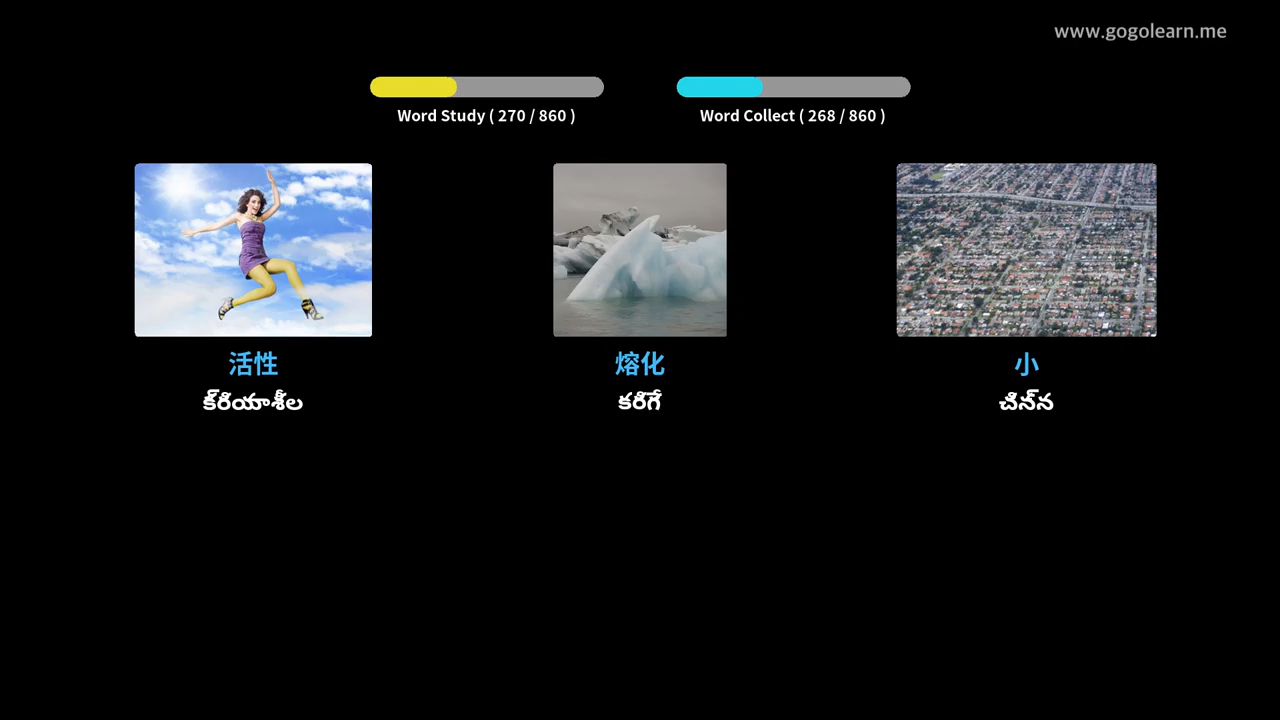 www.gogolearn.me
Word Study ( 270 / 860 )
Word Collect ( 268 / 860 )
活性
熔化
小
క్‌రియాశీల
కరిగే
చిన్‌న